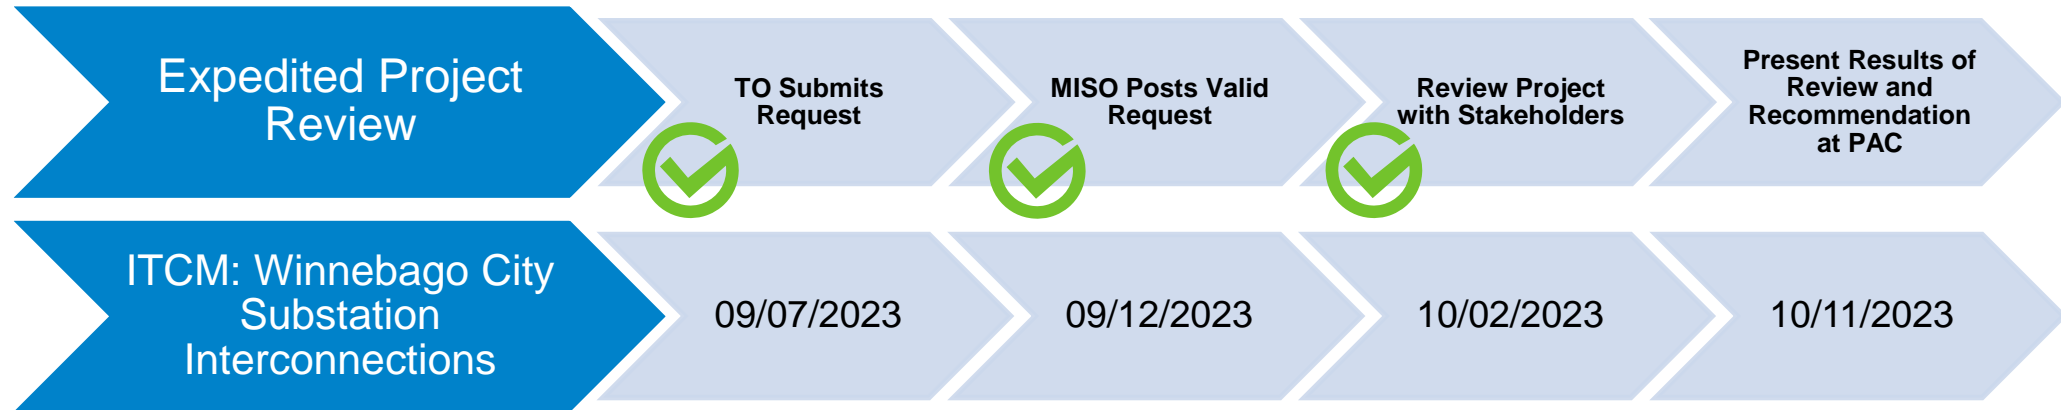 Expedited Project
Review
TO Submits
Request
MISO Posts Valid
Request
Review Project
with Stakeholders
Present Results of
Review and
Recommendation
at PAC
ITCM: Winnebago City
Substation
Interconnections
09/07/2023
09/12/2023
10/02/2023
10/11/2023